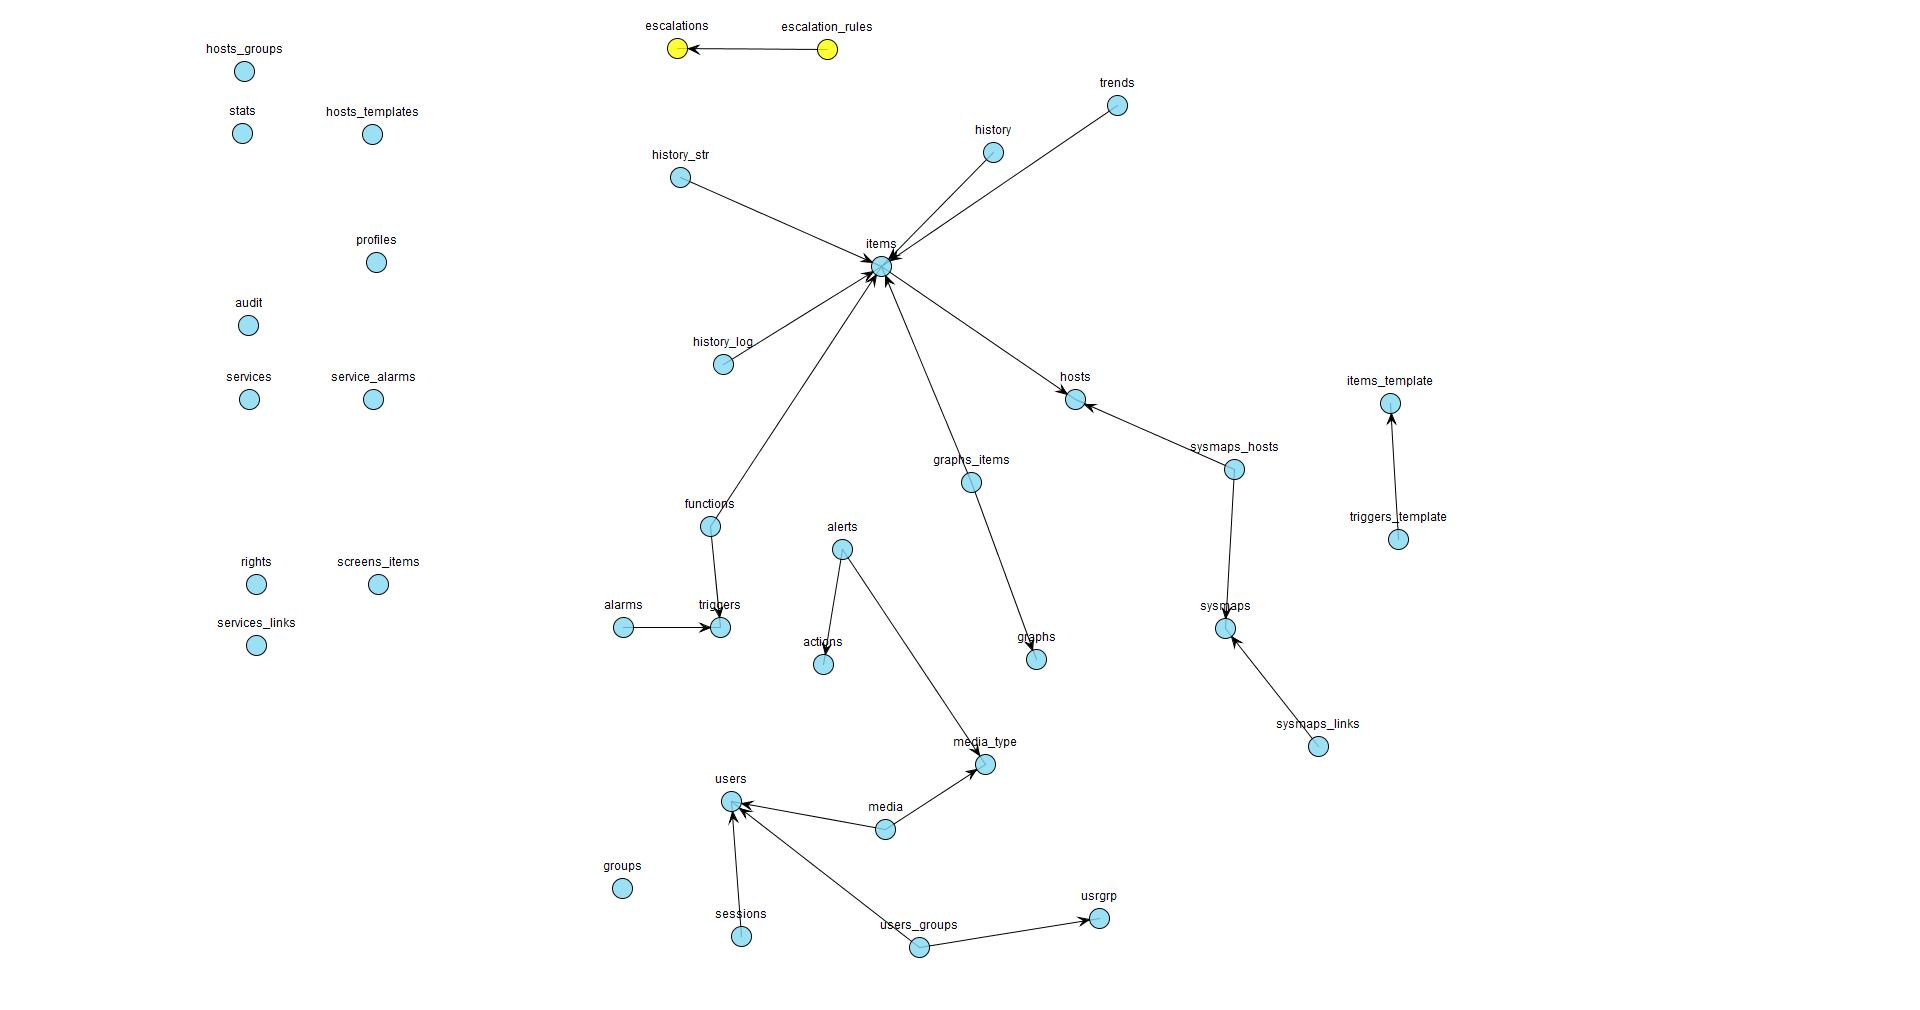 escalations
escalation_rules
hosts_groups
trends
stats
hosts_templates
history
history_str
profiles
items
audit
history_log
services
service_alarms
hosts
items_template
sysmaps_hosts
graphs_items
functions
triggers_template
alerts
rights
screens_items
alarms
triggers
sysmaps
services_links
actions
graphs
sysmaps_links
media_type
users
media
groups
usrgrp
sessions
users_groups